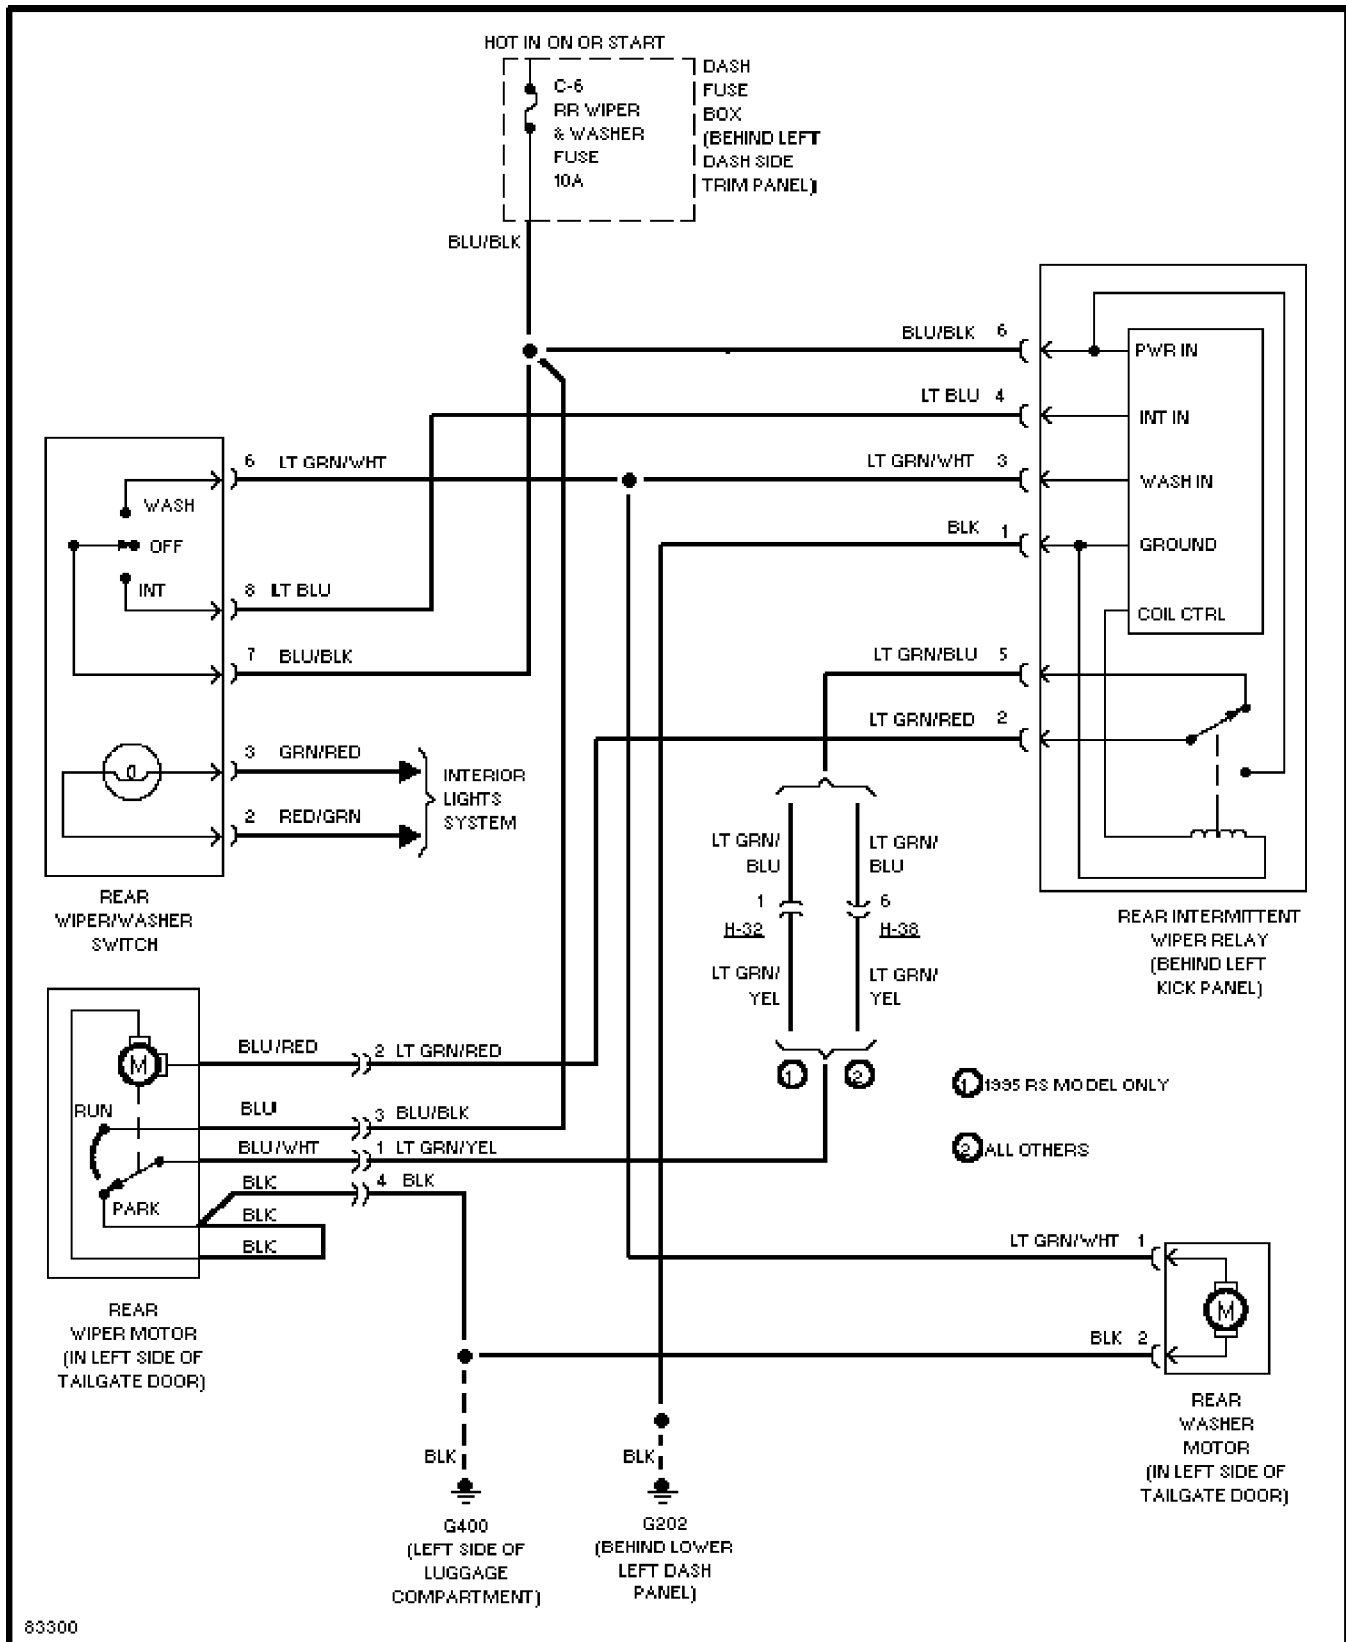 HOT IN ON OR START
C-6
RR WIPER
& WASHER
FUSE
10A
DASH
FUSE
BOX
(BEHIND LEFT
DASH SIDE
TRIM PANEL)
BLU/BLK
BLU/BLK 6
PWR IN
LT BLU 4
INT IN
LT GRN/WHT 3
WASH IN
BLK 1
GROUND
COIL CTRL
LT GRN/BLU 5
LT GRN/RED 2
REAR INTERMITTENT
WIPER RELAY
(BEHIND LEFT
KICK PANEL)
6 LT GRN/WHT
WASH
OFF
INT
8 LT BLU
7 BLU/BLK
3 GRN/RED
2 RED/GRN
INTERIOR
LIGHTS
SYSTEM
REAR
WIPER/WASHER
SWITCH
LT GRN/
BLU
1
H-32
LT GRN/
YEL
LT GRN/
BLU
6
H-38
LT GRN/
YEL
1
2
1 1995 RS MODEL ONLY
2 ALL OTHERS
M
RUN
PARK
BLU/RED 2 LT GRN/RED
BLU 3 BLU/BLK
BLU/WHT 1 LT GRN/YEL
BLK 4 BLK
BLK
BLK
REAR
WIPER MOTOR
(IN LEFT SIDE OF
TAILGATE DOOR)
LT GRN/WHT 1
M
BLK 2
REAR
WASHER
MOTOR
(IN LEFT SIDE OF
TAILGATE DOOR)
BLK
G400
(LEFT SIDE OF
LUGGAGE
COMPARTMENT)
BLK
G202
(BEHIND LOWER
LEFT DASH
PANEL)
83300